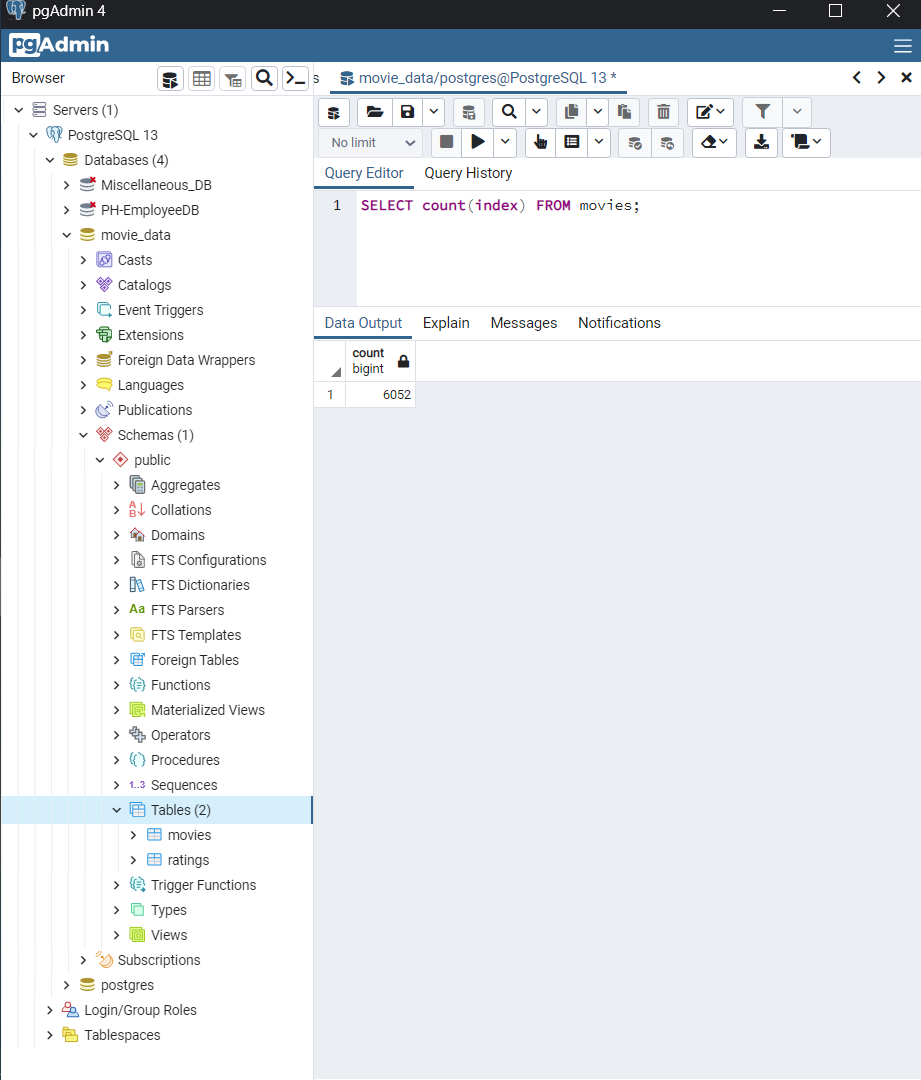 pgAdmin 4
pgAdmin
Browser
s
movie_data/postgres@PostgreSQL 13 *
Servers (1)
PostgreSQL 13
Databases (4)
Miscellaneous_DB
PH-EmployeeDB
movie_data
Casts
Catalogs
Event Triggers
Extensions
Foreign Data Wrappers
Languages
Publications
Schemas (1)
public
Aggregates
Collations
Domains
FTS Configurations
FTS Dictionaries
Aa FTS Parsers
FTS Templates
Foreign Tables
Functions
Materialized Views
Operators
Procedures
1..3 Sequences
Tables (2)
movies
ratings
Trigger Functions
Types
Views
Subscriptions
postgres
Login/Group Roles
Tablespaces
No limit
Query Editor Query History
1 SELECT count(index) FROM movies;
Data Output Explain Messages Notifications
count
bigint
1 6052